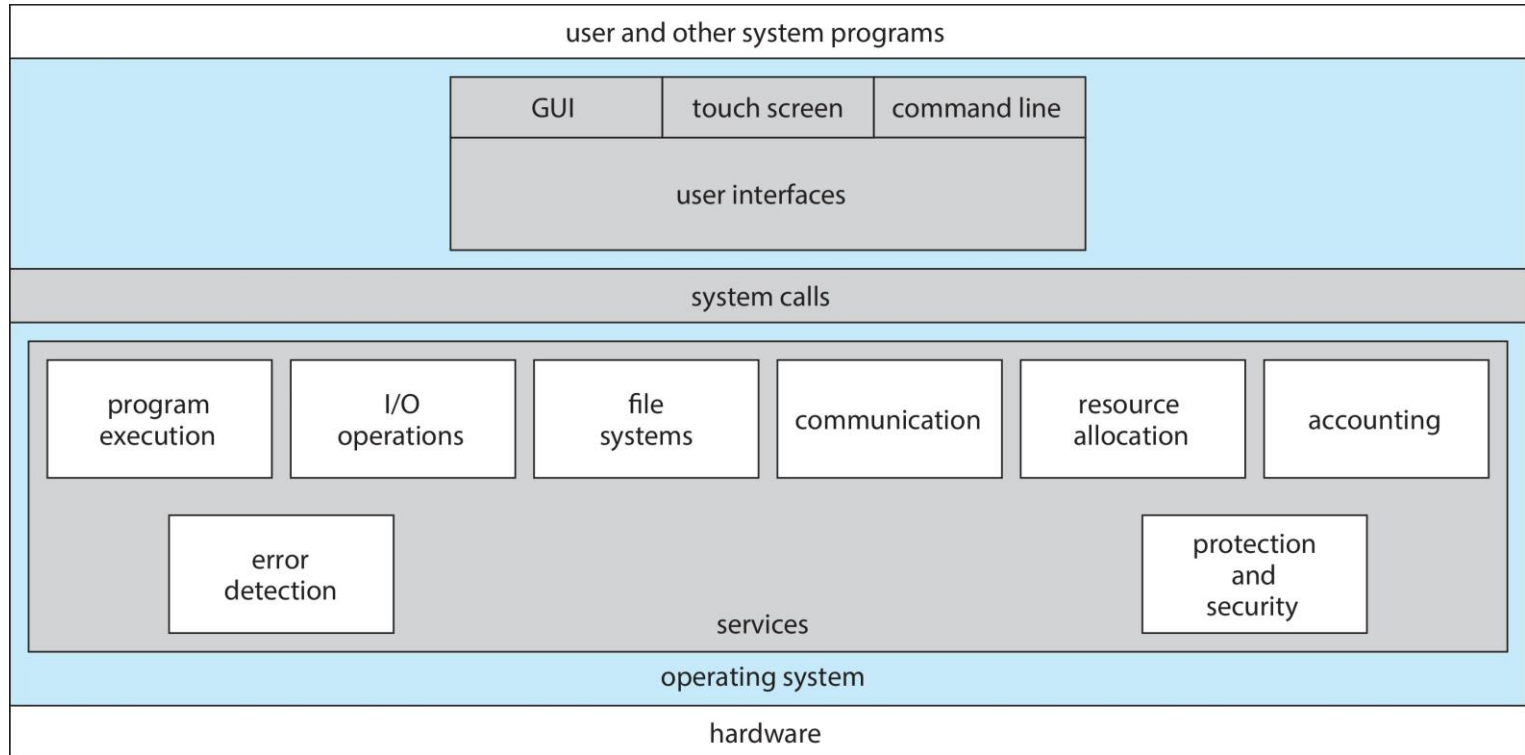 user and other system programs
GUI
touch screen
command line
user interfaces
system calls
program
execution
I/O
operations
file
systems
communication
resource
allocation
accounting
error
detection
protection
and
security
services
operating system
hardware